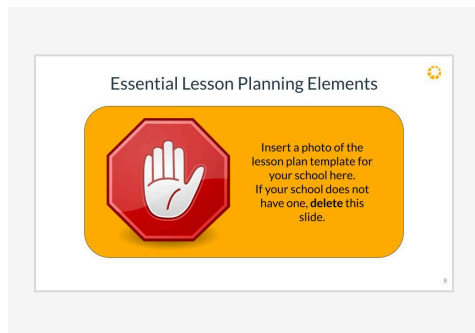 Essential Lesson Planning Elements
Insert a photo of the
lesson plan template for
your school here.
If your school does not
have one, delete this
slide.
8